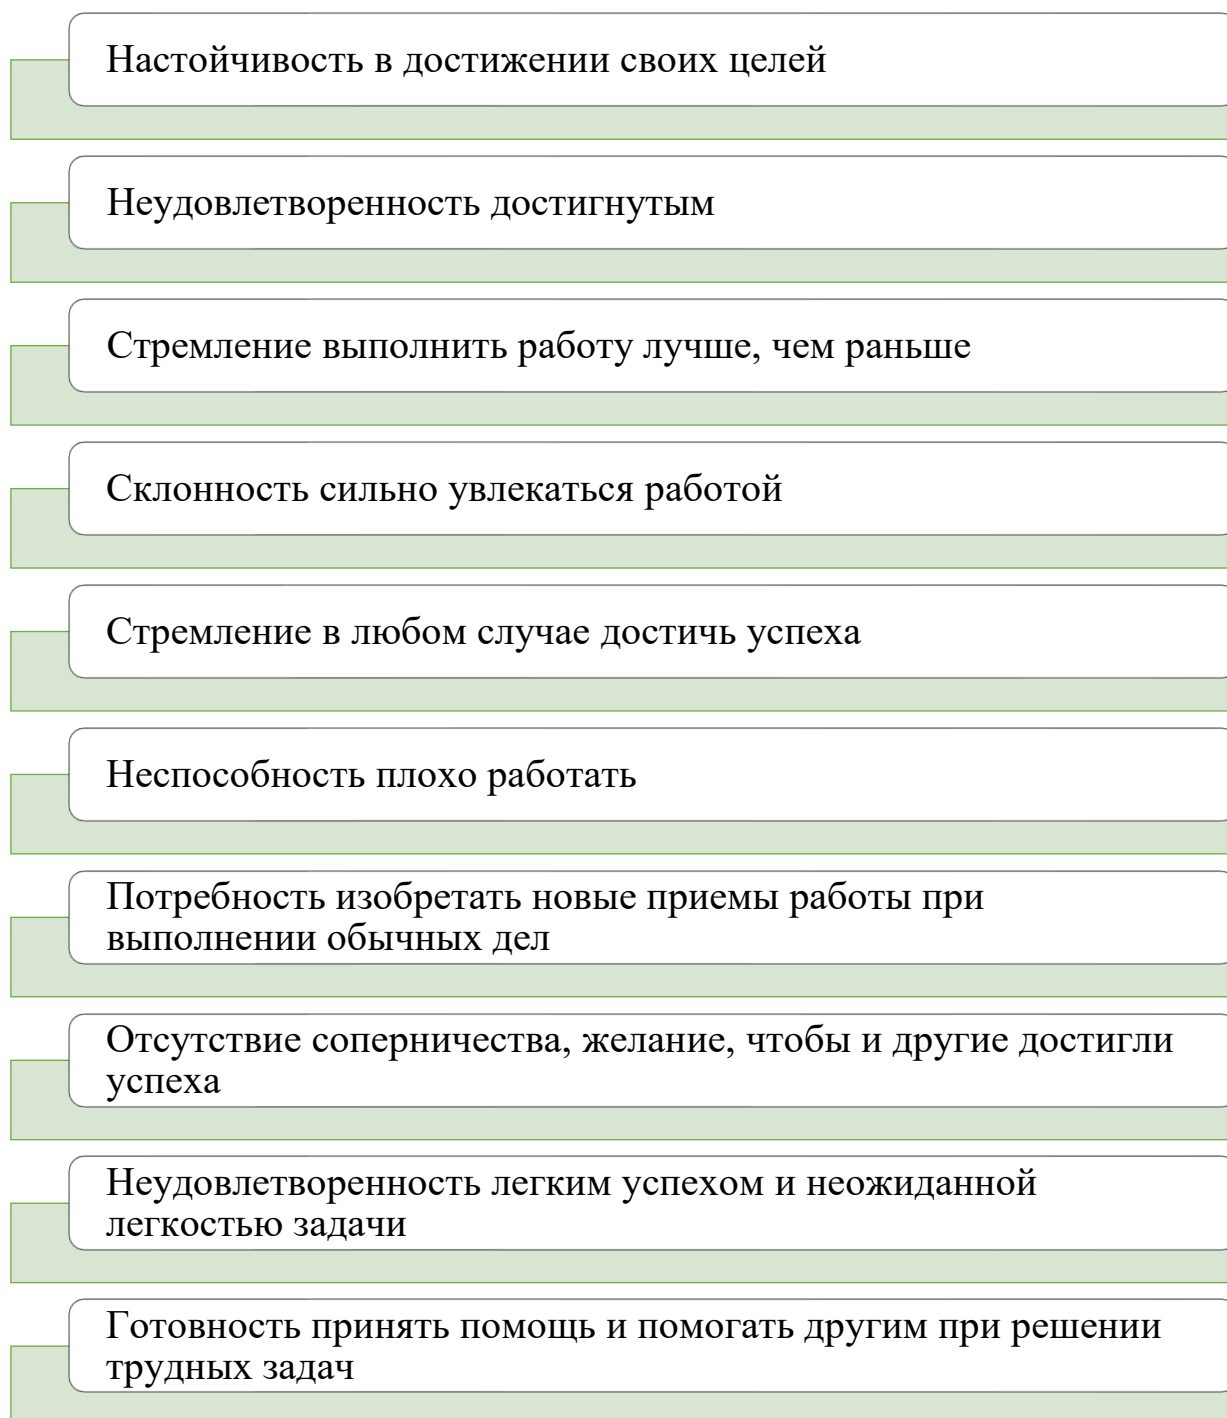 Настойчивость в достижении своих целей
Неудовлетворенность достигнутым
Стремление выполнить работу лучше, чем раньше
Склонность сильно увлекаться работой
Стремление в любом случае достичь успеха
Неспособность плохо работать
Потребность изобретать новые приемы работы при
выполнении обычных дел
Отсутствие соперничества, желание, чтобы и другие достигли
успеха
Неудовлетворенность легким успехом и неожиданной
легкостью задачи
Готовность принять помощь и помогать другим при решении
трудных задач